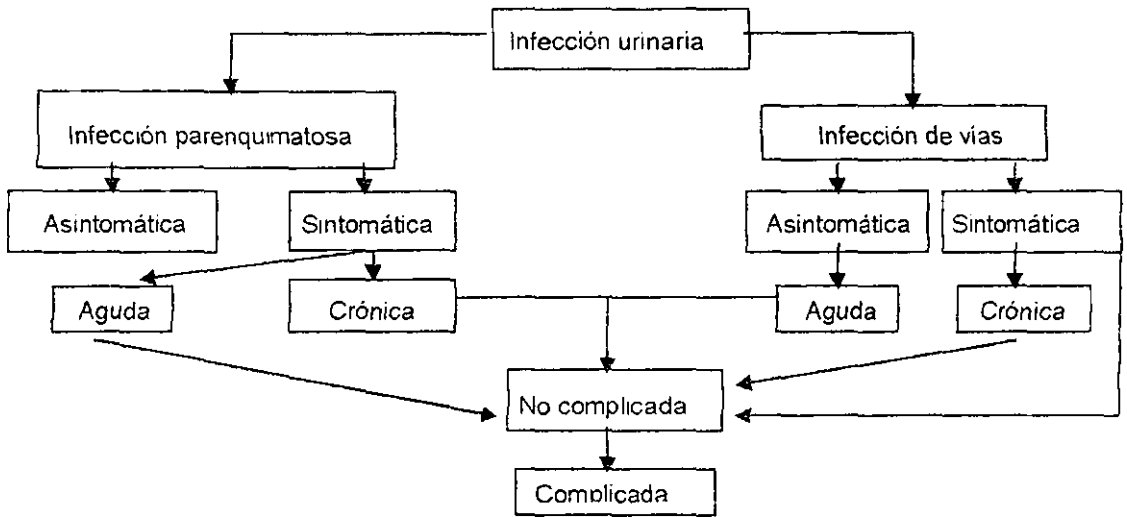 Infección urinaria
Infección parenquimatosa
Infección de vías
Asintomática
Sintomática
Asintomática
Sintomática
Aguda
Crónica
Aguda
Crónica
No complicada
Complicada